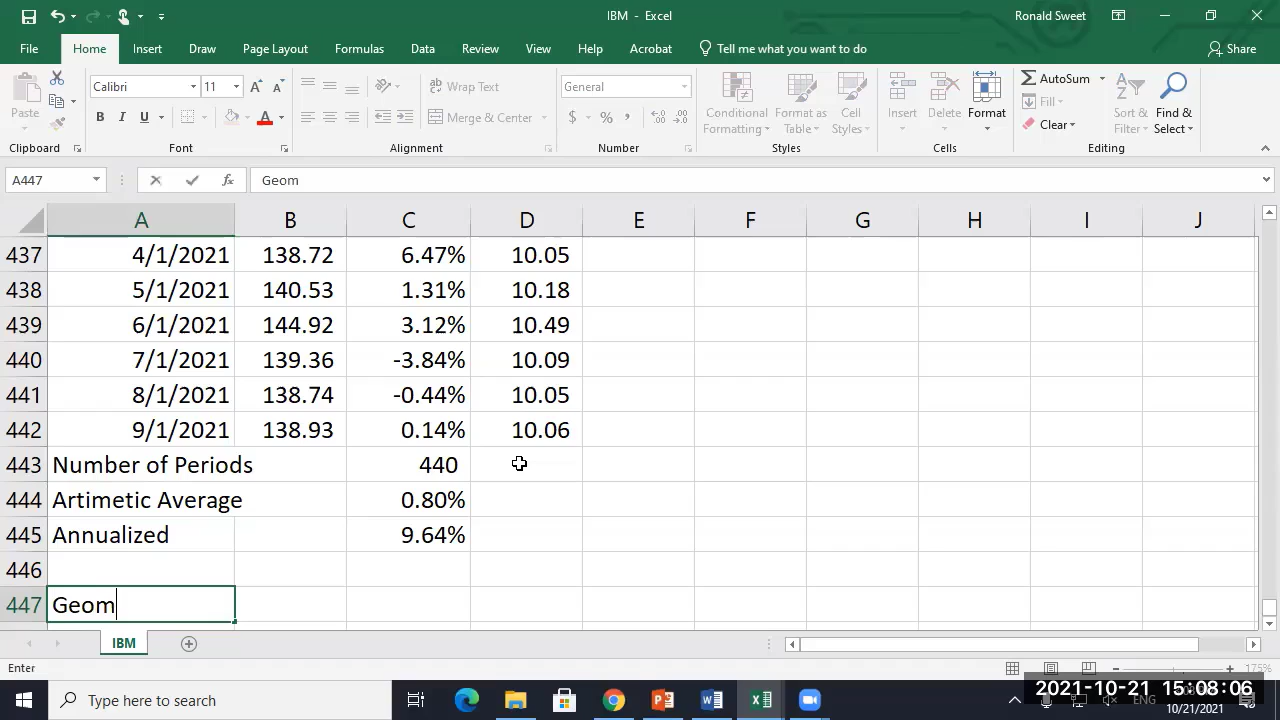 IBM - Excel
Ronald Sweet
File Home Insert Draw Page Layout Formulas Data Review View Help Acrobat Tell me what you want to do Share
Paste
Clipboard
Calibri 11
B I U A
Font
ab Wrap Text
Merge & Center
Alignment
General
$ % ,
Number
Conditional Formatting
Format as Table
Cell Styles
Styles
Insert Delete Format
Cells
AutoSum
Fill
Clear
Sort & Filter
Find & Select
Editing
A447 fx Geom
A B C D E F G H I J
437 4/1/2021 138.72 6.47% 10.05
438 5/1/2021 140.53 1.31% 10.18
439 6/1/2021 144.92 3.12% 10.49
440 7/1/2021 139.36 -3.84% 10.09
441 8/1/2021 138.74 -0.44% 10.05
442 9/1/2021 138.93 0.14% 10.06
443 Number of Periods 440
444 Artimetic Average 0.80%
445 Annualized 9.64%
446
447 Geom
IBM
Enter
175%
Type here to search
ENG
2021-10-21 15:08:06
10/21/2021